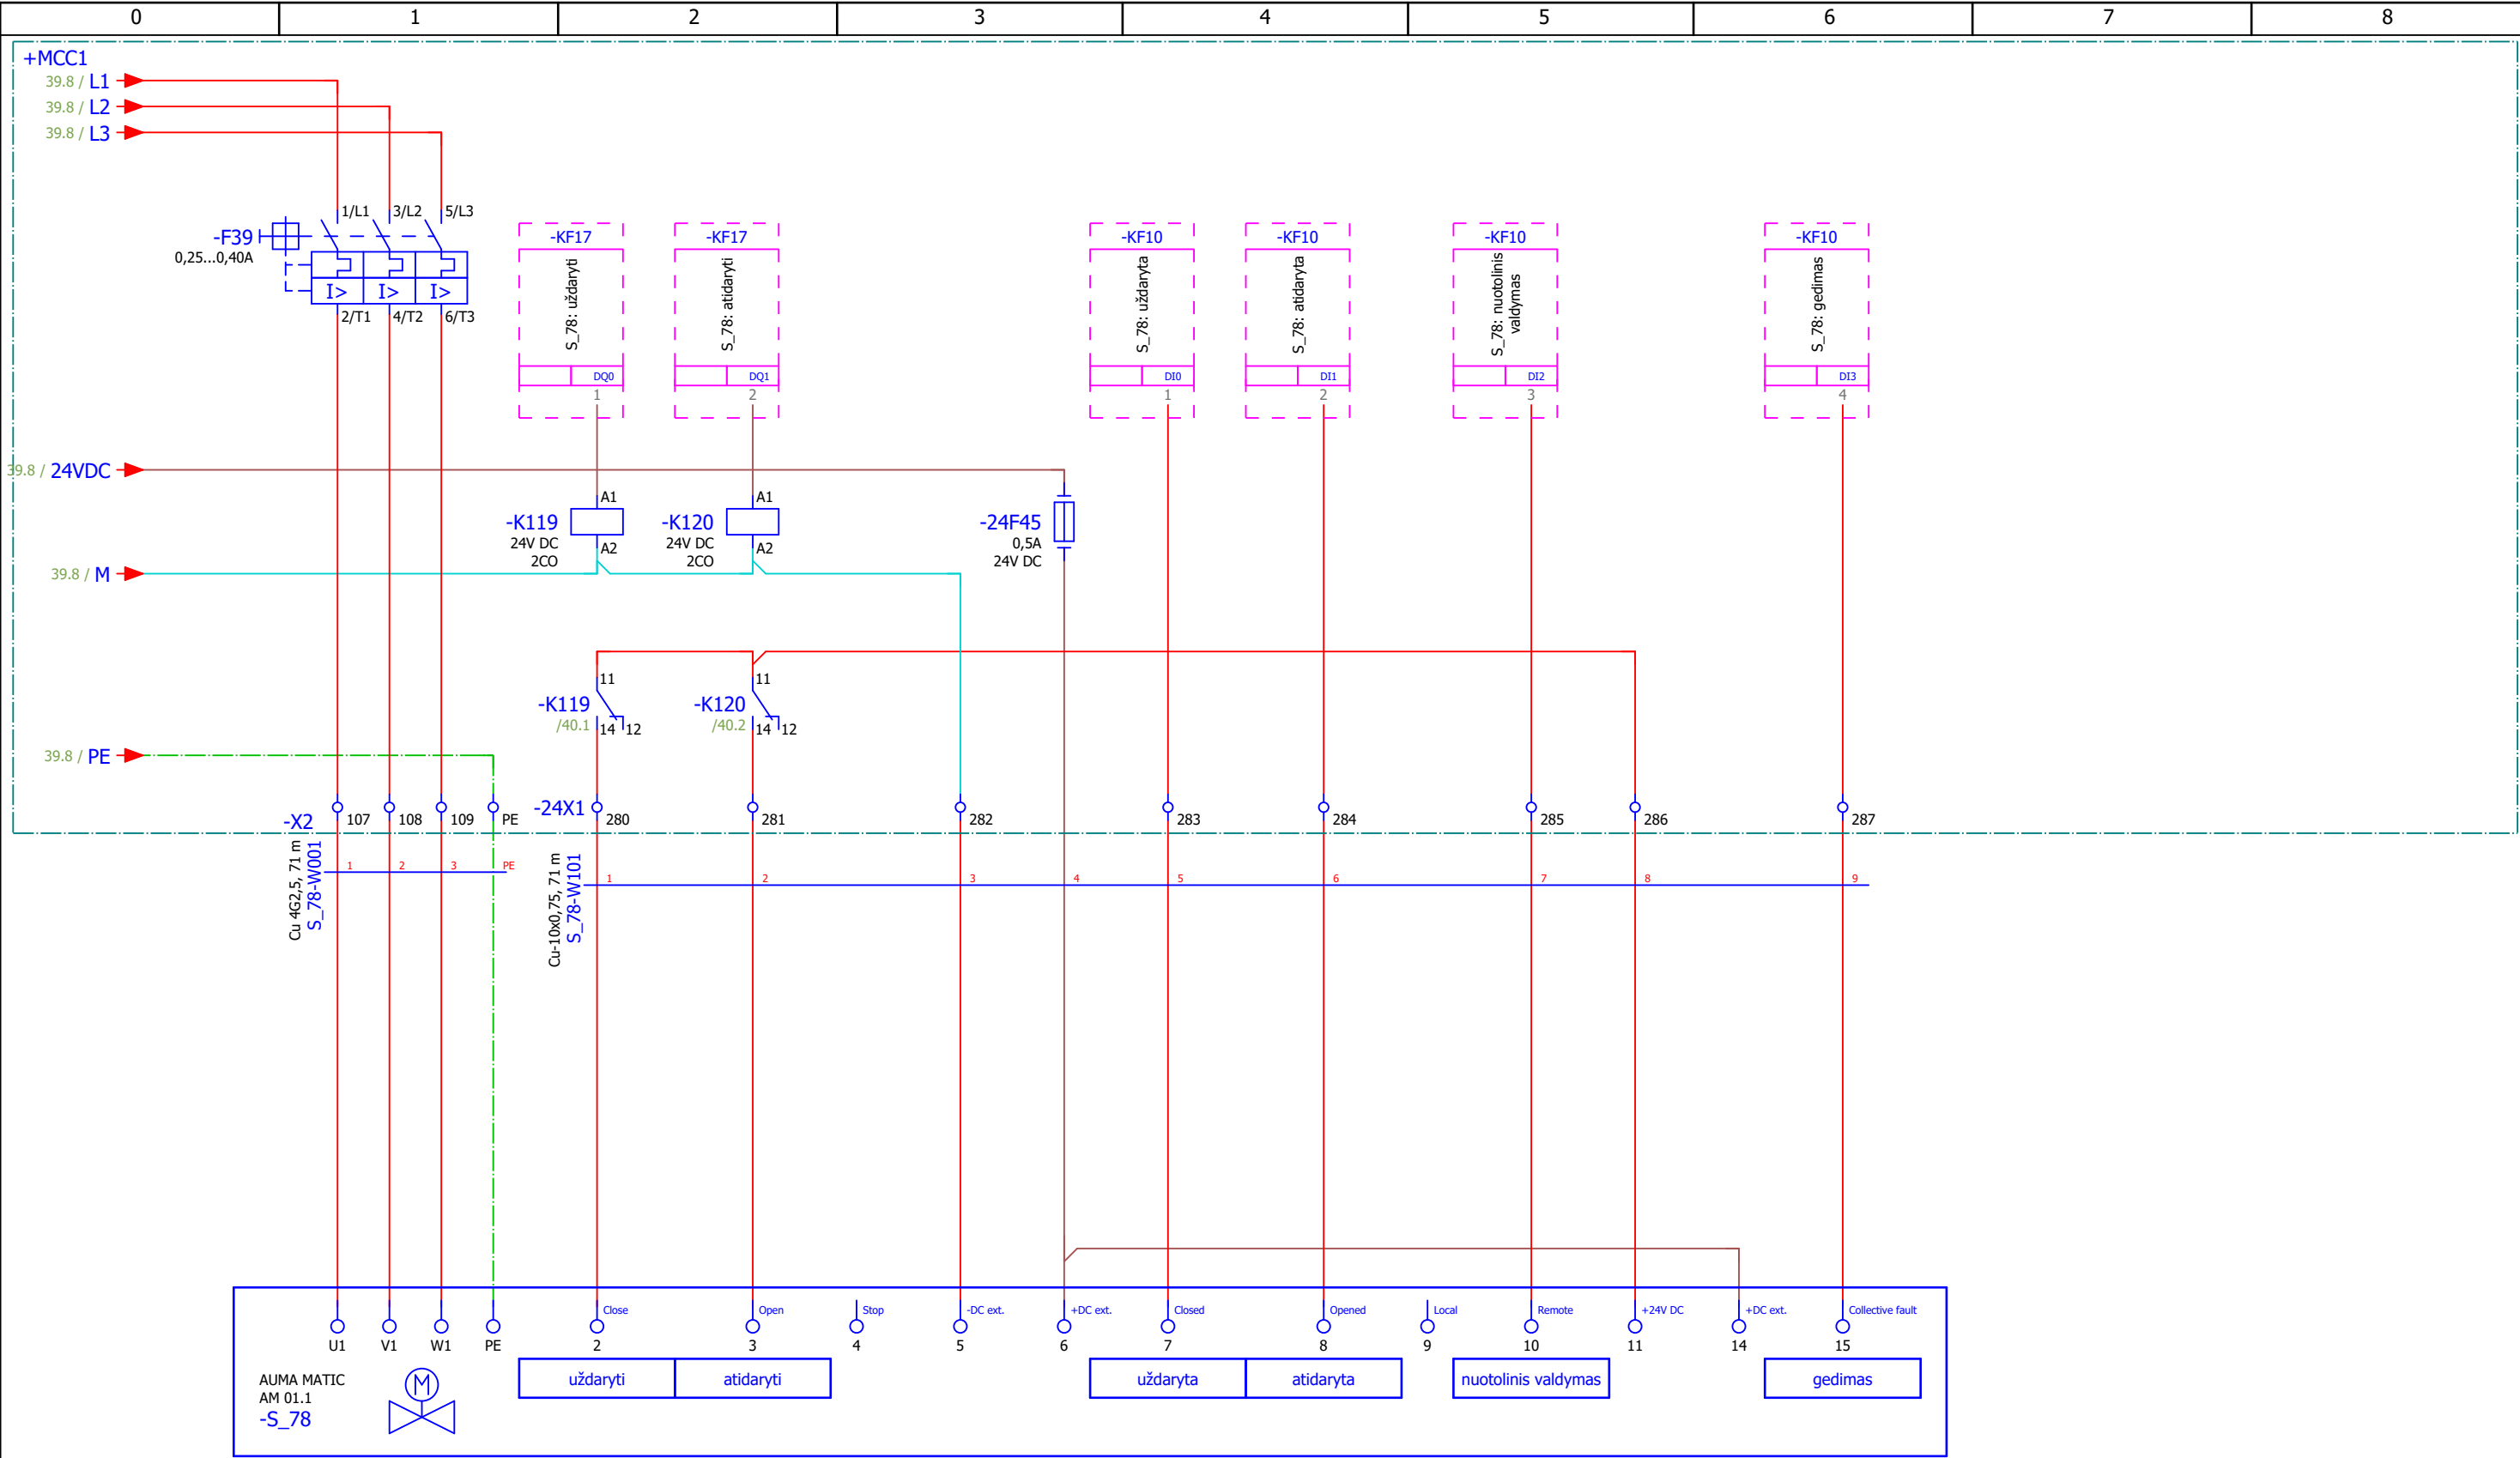 0 1 2 3 4 5 6 7 8
+MCC1
39.8 / L1
39.8 / L2
39.8 / L3
1/L1 3/L2 5/L3
-F39
0,25...0,40A
I> I> I>
2/T1 4/T2 6/T3
-KF17
S_78: uždaryti
DQ0
1
-KF17
S_78: atidaryti
DQ1
2
-KF10
S_78: uždaryta
DI0
1
-KF10
S_78: atidaryta
DI1
2
-KF10
S_78: nuotolinis
valdymas
DI2
3
-KF10
S_78: gedimas
DI3
4
39.8 / 24VDC
A1
-K119
24V DC
2CO
A2
A1
-K120
24V DC
2CO
A2
-24F45
0,5A
24V DC
39.8 / M
11
-K119
/40.1
14 12
11
-K120
/40.2
14 12
39.8 / PE
-X2 107 108 109 PE
-24X1 280 281 282 283 284 285 286 287
Cu 4G2,5, 71 m
S_78-W001
1 2 3 PE
Cu-10x0,75, 71 m
S_78-W101
1 2 3 4 5 6 7 8 9
Close Open Stop -DC ext. +DC ext. Closed Opened Local Remote +24V DC +DC ext. Collective fault
U1 V1 W1 PE 2 3 4 5 6 7 8 9 10 11 14 15
AUMA MATIC
AM 01.1
-S_78
M
uždaryti atidaryti uždaryta atidaryta nuotolinis valdymas gedimas